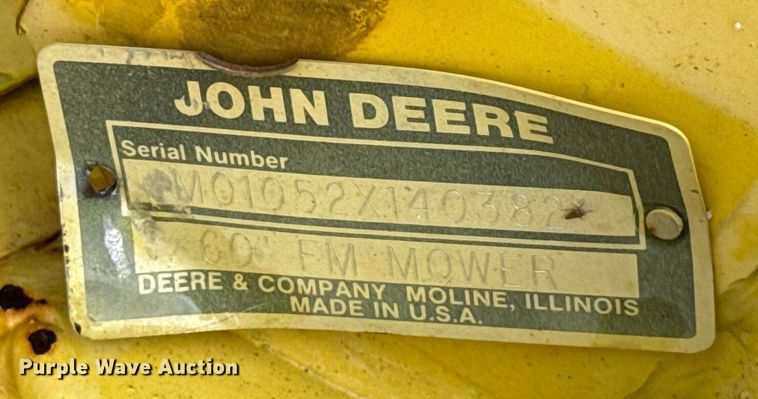 JOHN DEERE
Serial Number
*M01052X140382*
60" FM MOWER
DEERE & COMPANY MOLINE, ILLINOIS
MADE IN U.S.A.
Purple Wave Auction